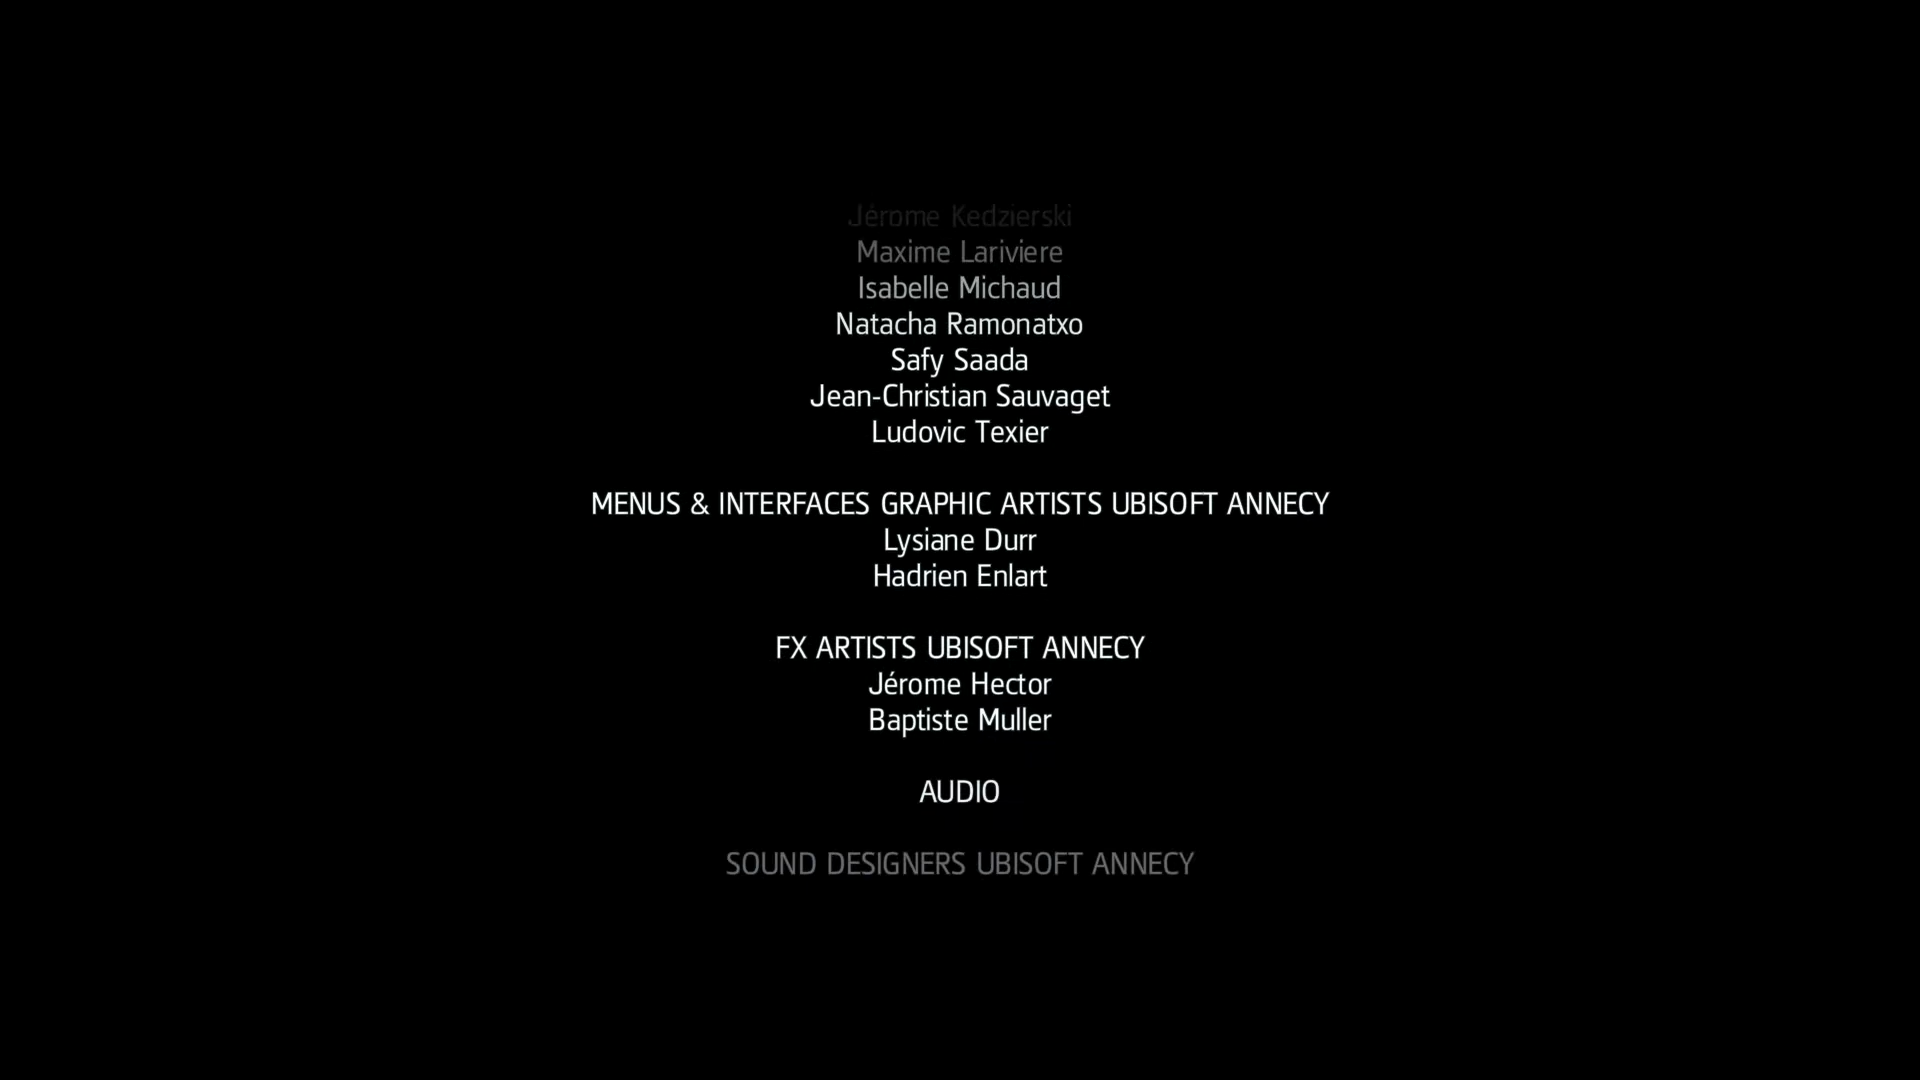 Jérome Kedzierski
Maxime Lariviere
Isabelle Michaud
Natacha Ramonatxo
Safy Saada
Jean-Christian Sauvaget
Ludovic Texier
MENUS & INTERFACES GRAPHIC ARTISTS UBISOFT ANNECY
Lysiane Durr
Hadrien Enlart
FX ARTISTS UBISOFT ANNECY
Jérome Hector
Baptiste Muller
AUDIO
SOUND DESIGNERS UBISOFT ANNECY